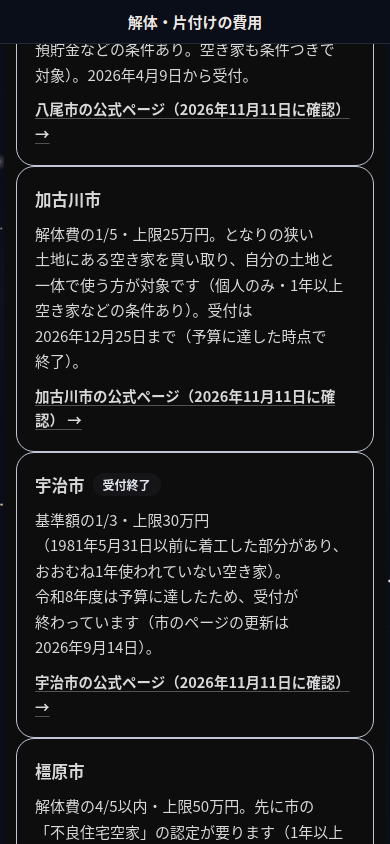 解体・片付けの費用
預貯金などの条件あり。空き家も条件つきで
対象）。2026年4月9日から受付。
八尾市の公式ページ（2026年11月11日に確認）
→
加古川市
解体費の1/5・上限25万円。となりの狭い
土地にある空き家を買い取り、自分の土地と
一体で使う方が対象です（個人のみ・1年以上
空き家などの条件あり）。受付は
2026年12月25日まで（予算に達した時点で
終了）。
加古川市の公式ページ（2026年11月11日に確
認） →
宇治市 受付終了
基準額の1/3・上限30万円
（1981年5月31日以前に着工した部分があり、
おおむね1年使われていない空き家）。
令和8年度は予算に達したため、受付が
終わっています（市のページの更新は
2026年9月14日）。
宇治市の公式ページ（2026年11月11日に確認）
→
橿原市
解体費の4/5以内・上限50万円。先に市の
「不良住宅空家」の認定が要ります（1年以上